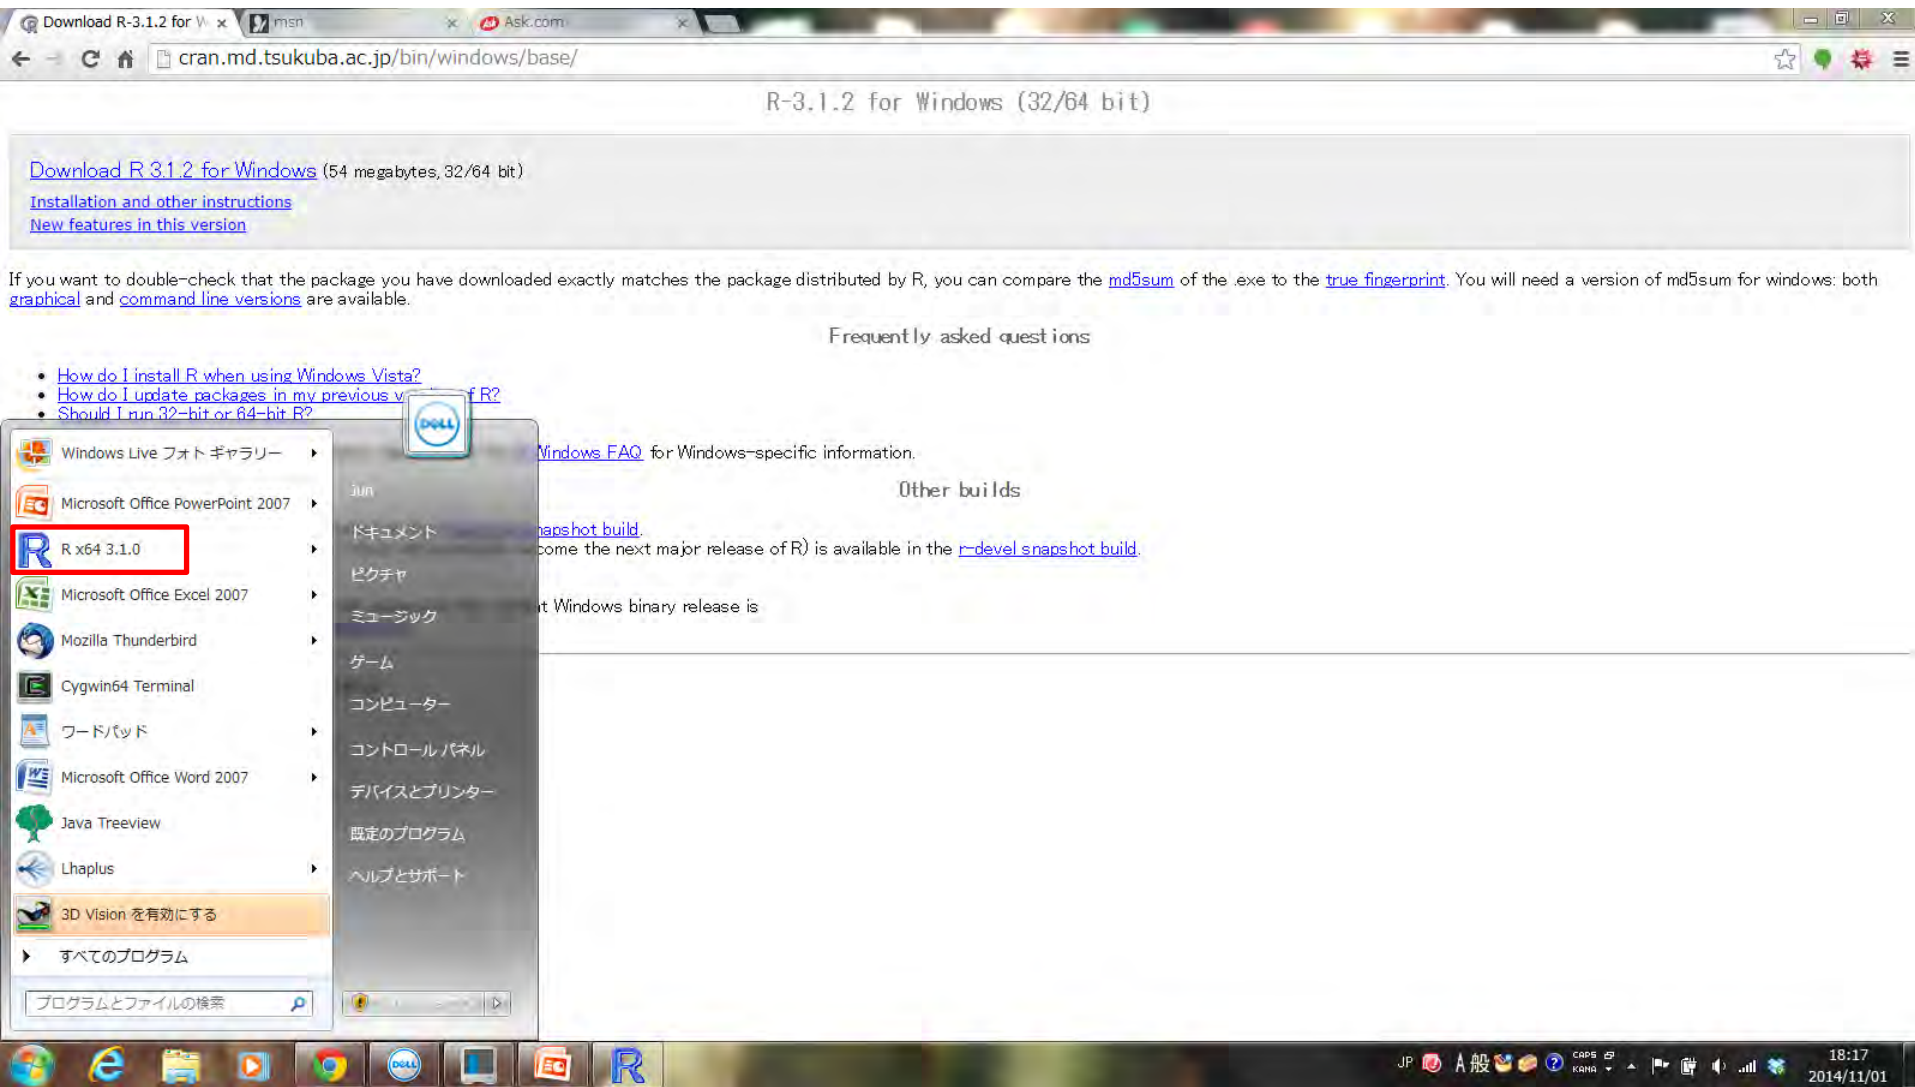 Download R-3.1.2 for W
msn
Ask.com
cran.md.tsukuba.ac.jp/bin/windows/base/
R-3.1.2 for Windows (32/64 bit)
Download R 3.1.2 for Windows (54 megabytes, 32/64 bit)
Installation and other instructions
New features in this version
If you want to double-check that the package you have downloaded exactly matches the package distributed by R, you can compare the md5sum of the .exe to the true fingerprint. You will need a version of md5sum for windows: both
graphical and command line versions are available.
Frequently asked questions
• How do I install R when using Windows Vista?
• How do I update packages in my previous v f R?
• Should I run 32-bit or 64-bit R?
Windows FAQ for Windows-specific information.
Other builds
napshot build.
come the next major release of R) is available in the r-devel snapshot build.
t Windows binary release is
DELL
Windows Live フォト ギャラリー
Microsoft Office PowerPoint 2007
R x64 3.1.0
Microsoft Office Excel 2007
Mozilla Thunderbird
Cygwin64 Terminal
ワードパッド
Microsoft Office Word 2007
Java Treeview
Lhaplus
3D Vision を有効にする
すべてのプログラム
プログラムとファイルの検索
jun
ドキュメント
ピクチャ
ミュージック
ゲーム
コンピューター
コントロール パネル
デバイスとプリンター
既定のプログラム
ヘルプとサポート
DELL
JP A 般 CAPS KANA
18:17
2014/11/01